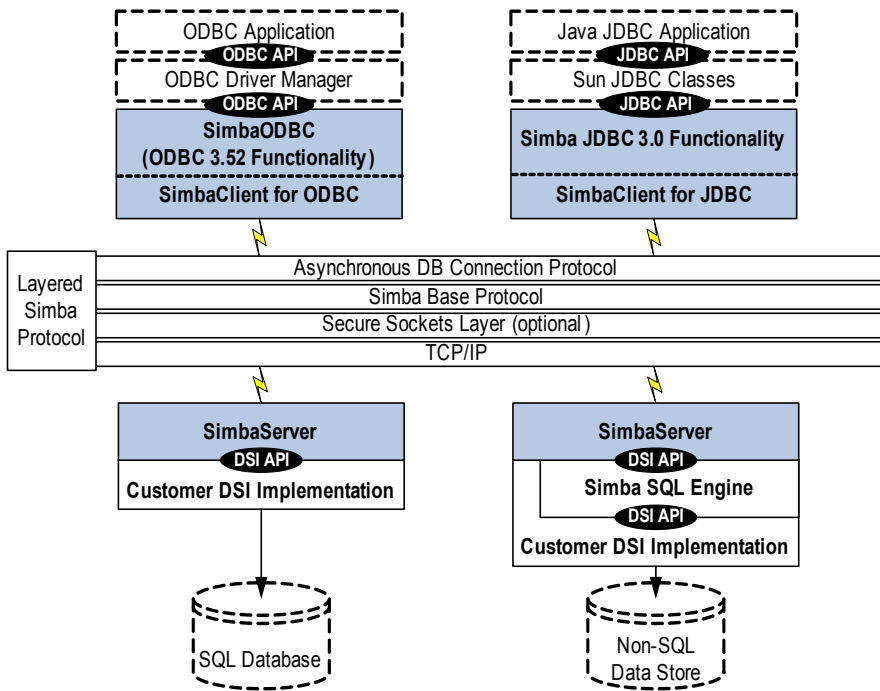 ODBC Application
ODBC API
ODBC Driver Manager
ODBC API
SimbaODBC
(ODBC 3.52 Functionality)
SimbaClient for ODBC
Java JDBC Application
JDBC API
Sun JDBC Classes
JDBC API
Simba JDBC 3.0 Functionality
SimbaClient for JDBC
Layered
Simba
Protocol
Asynchronous DB Connection Protocol
Simba Base Protocol
Secure Sockets Layer (optional)
TCP/IP
SimbaServer
DSI API
Customer DSI Implementation
SQL Database
SimbaServer
DSI API
Simba SQL Engine
DSI API
Customer DSI Implementation
Non-SQL
Data Store